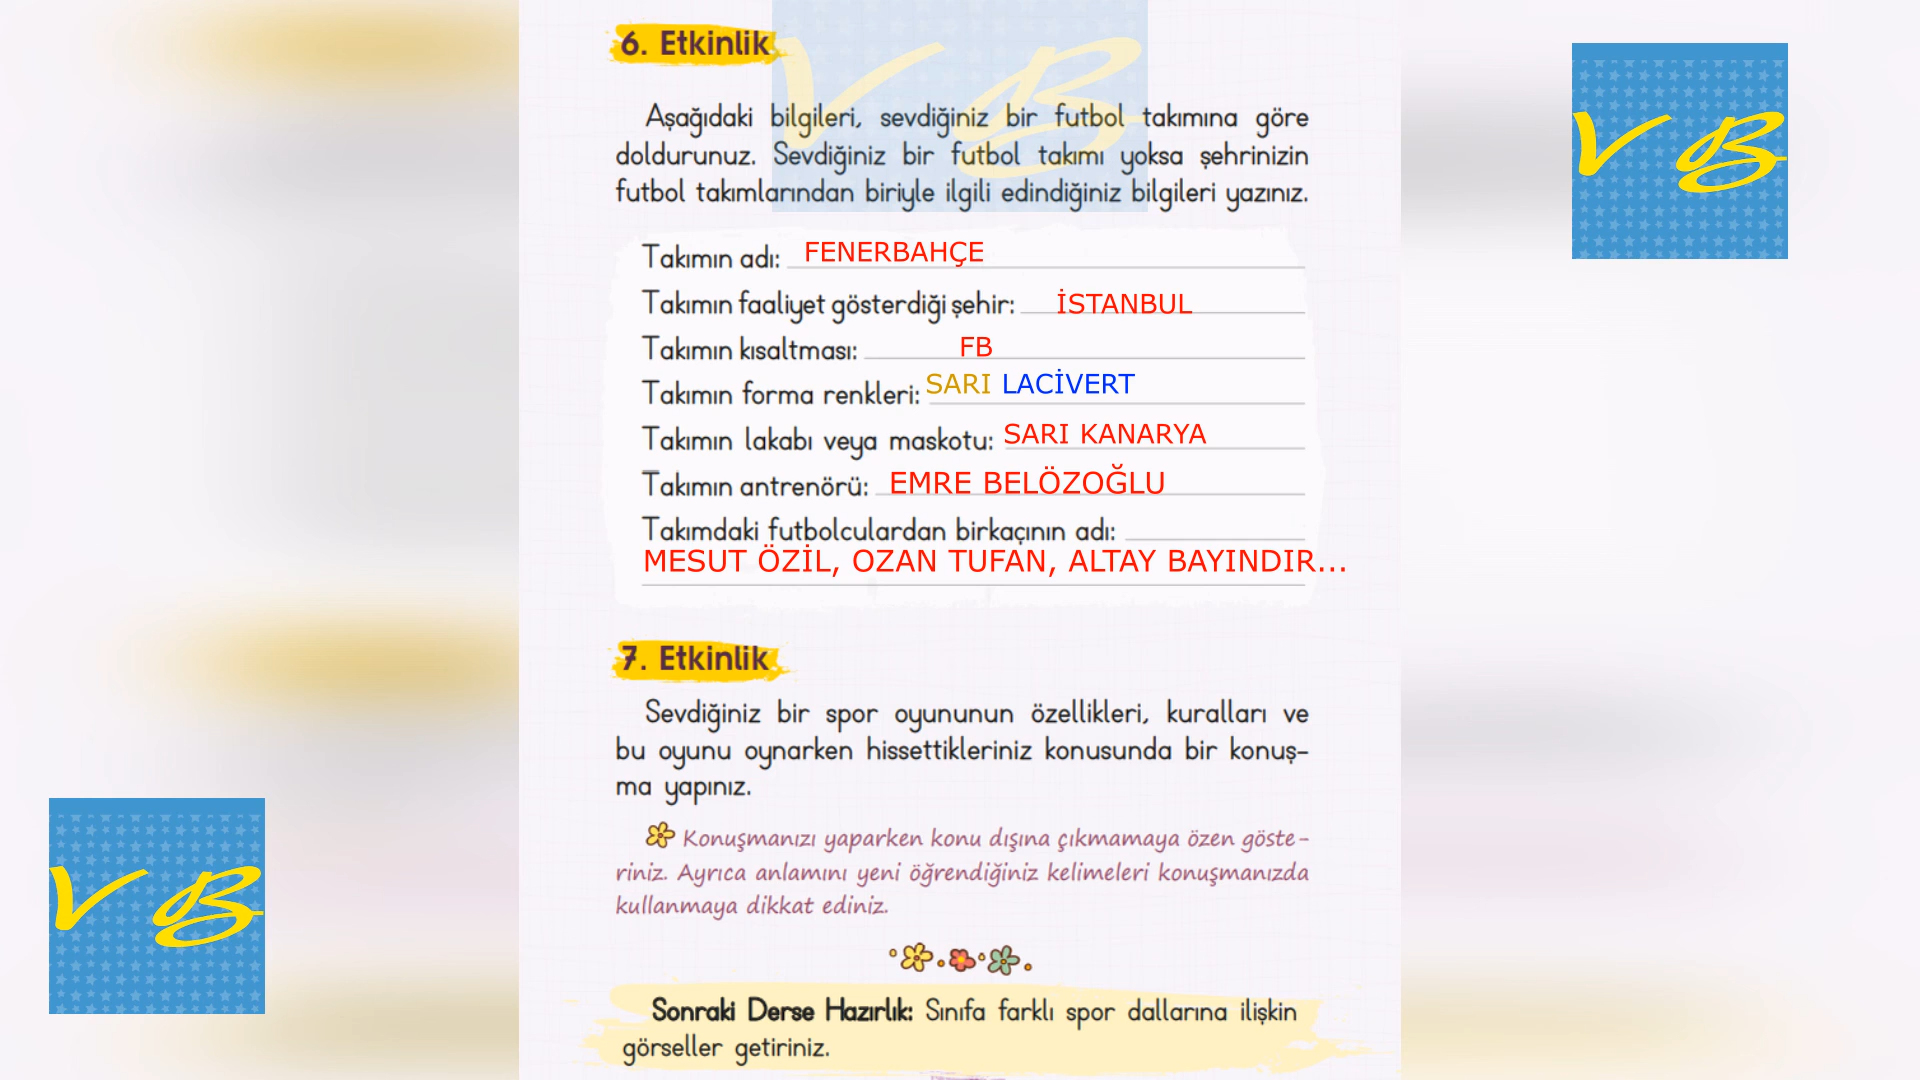 6. Etkinlik
Aşağıdaki bilgileri, sevdiğiniz bir futbol takımına göre
doldurunuz. Sevdiğiniz bir futbol takımı yoksa şehrinizin
futbol takımlarından biriyle ilgili edindiğiniz bilgileri yazınız.
Takımın adı: FENERBAHÇE
Takımın faaliyet gösterdiği şehir: İSTANBUL
Takımın kısaltması: FB
Takımın forma renkleri: SARI LACİVERT
Takımın lakabı veya maskotu: SARI KANARYA
Takımın antrenörü: EMRE BELÖZOĞLU
Takımdaki futbolculardan birkaçının adı:
MESUT ÖZİL, OZAN TUFAN, ALTAY BAYINDIR...
7. Etkinlik
Sevdiğiniz bir spor oyununun özellikleri, kuralları ve
bu oyunu oynarken hissettikleriniz konusunda bir konuş-
ma yapınız.
Konuşmanızı yaparken konu dışına çıkmamaya özen göste-
riniz. Ayrıca anlamını yeni öğrendiğiniz kelimeleri konuşmanızda
kullanmaya dikkat ediniz.
Sonraki Derse Hazırlık: Sınıfa farklı spor dallarına ilişkin
görseller getiriniz.
VB
VB
VB